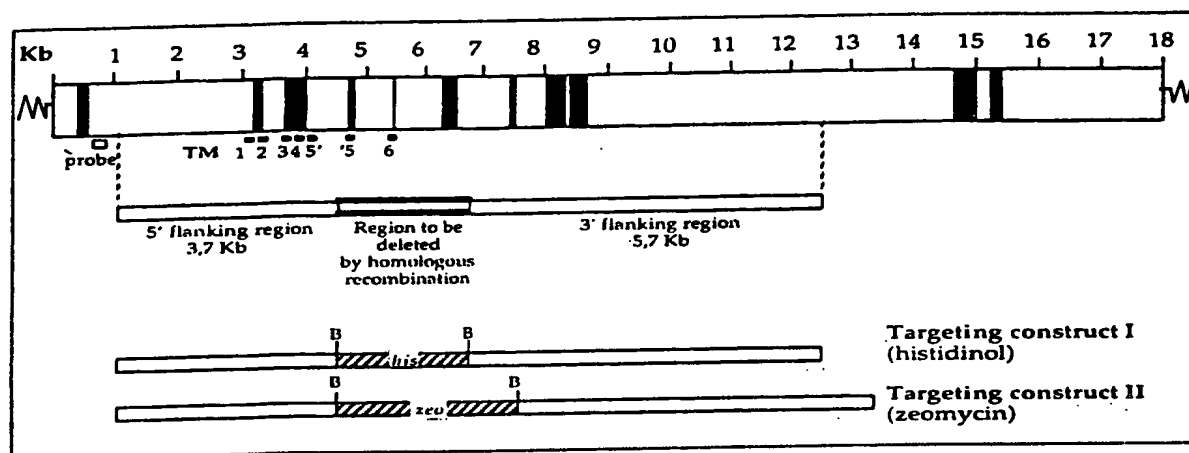 Kb 1 2 3 4 5 6 7 8 9 10 11 12 13 14 15 16 17 18
probe TM 1 2 3 4 5' '5 6
5' flanking region
3,7 Kb
Region to be
deleted
by homologous
recombination
3' flanking region
5,7 Kb
B B
his
Targeting construct I
(histidinol)
B B
zeo
Targeting construct II
(zeomycin)